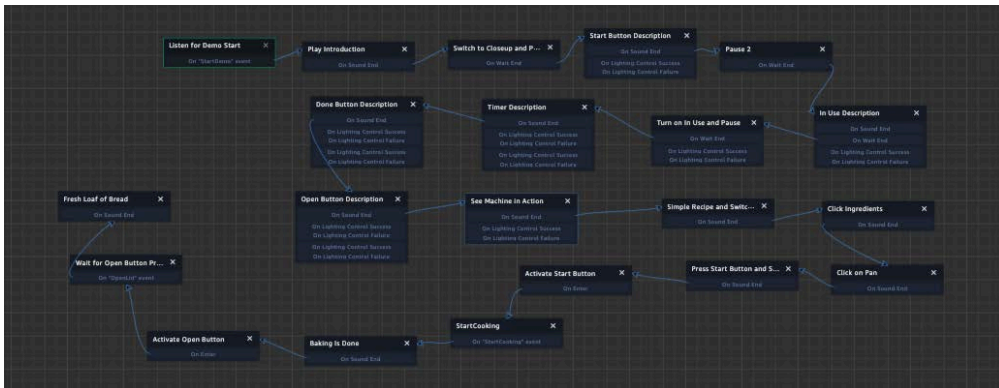 Listen for Demo Start ×
On "StartDemo" event
Play Introduction ×
On Sound End
Switch to Closeup and P... ×
On Wait End
Start Button Description ×
On Sound End
On Lighting Control Success
On Lighting Control Failure
Pause 2 ×
On Wait End
Done Button Description ×
On Sound End
On Lighting Control Success
On Lighting Control Failure
On Lighting Control Success
On Lighting Control Failure
Timer Description ×
On Sound End
On Lighting Control Success
On Lighting Control Failure
On Lighting Control Success
On Lighting Control Failure
Turn on In Use and Pause ×
On Wait End
On Lighting Control Success
On Lighting Control Failure
In Use Description ×
On Sound End
On Wait End
On Lighting Control Success
On Lighting Control Failure
Fresh Loaf of Bread ×
On Sound End
Open Button Description ×
On Sound End
On Lighting Control Success
On Lighting Control Failure
On Lighting Control Success
On Lighting Control Failure
See Machine in Action ×
On Sound End
On Lighting Control Success
On Lighting Control Failure
Simple Recipe and Switc... ×
On Sound End
Click Ingredients ×
On Sound End
Wait for Open Button Pr... ×
On "OpenLid" event
Activate Start Button ×
On Enter
Press Start Button and S... ×
On Sound End
Click on Pan ×
On Sound End
Activate Open Button ×
On Enter
Baking Is Done ×
On Sound End
StartCooking ×
On "StartCooking" event